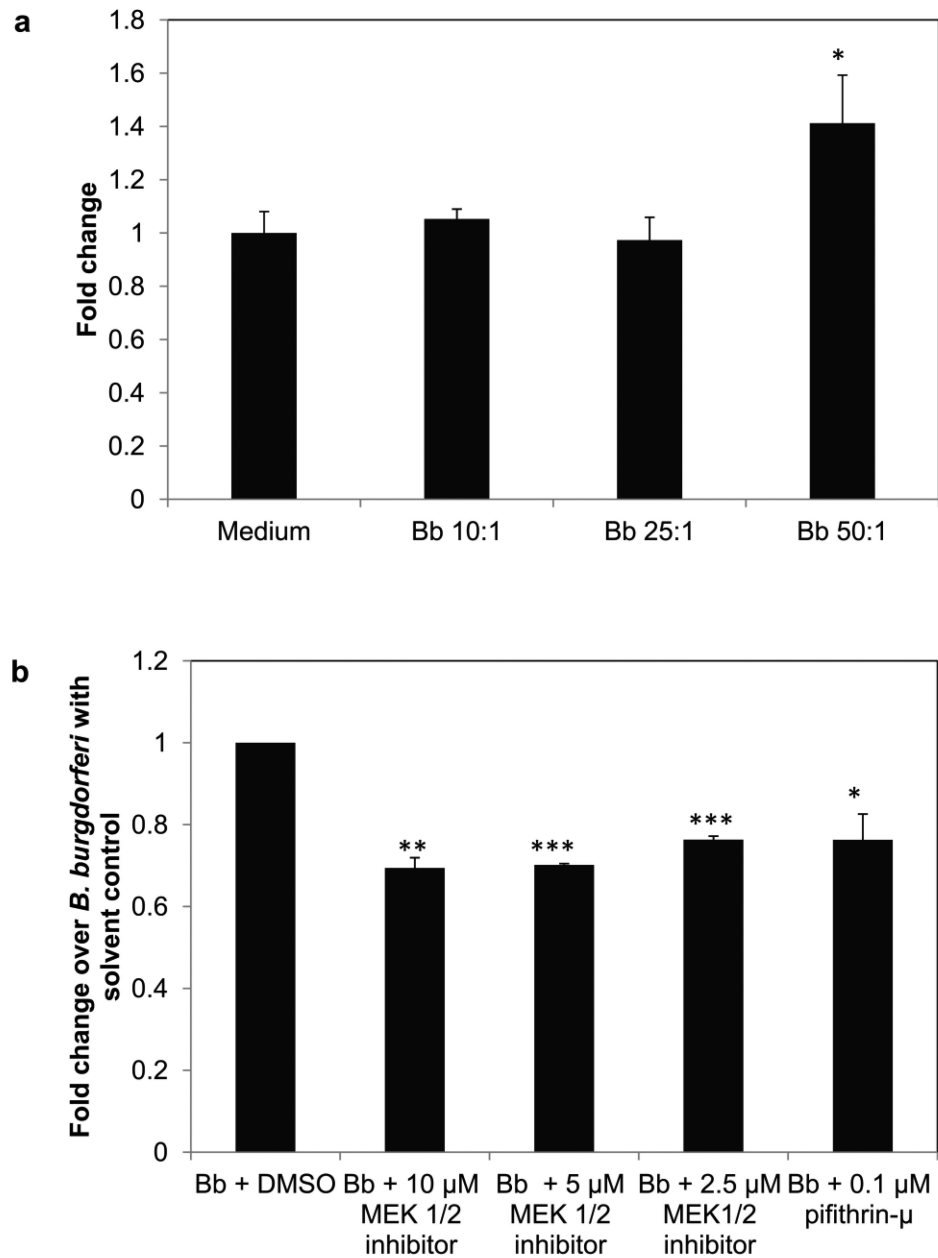 a
1.8
1.6
1.4
1.2
1
0.8
0.6
0.4
0.2
0
Fold change
*
Medium
Bb 10:1
Bb 25:1
Bb 50:1
b
1.2
1
0.8
0.6
0.4
0.2
0
Fold change over B. burgdorferi with
solvent control
**
***
***
*
Bb + DMSO
Bb + 10 µM
MEK 1/2
inhibitor
Bb + 5 µM
MEK 1/2
inhibitor
Bb + 2.5 µM
MEK1/2
inhibitor
Bb + 0.1 µM
pifithrin-µ